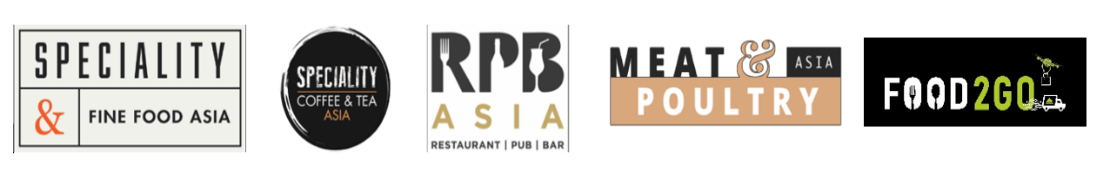 SPECIALITY
& FINE FOOD ASIA
SPECIALITY
COFFEE & TEA
ASIA
RPB
ASIA
RESTAURANT | PUB | BAR
MEAT & ASIA
POULTRY
FOOD2GO